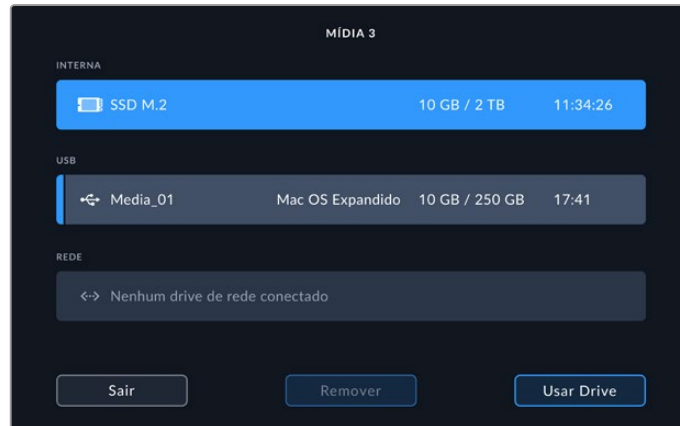 MÍDIA 3
INTERNA
SSD M.2 10 GB / 2 TB 11:34:26
USB
Media_01 Mac OS Expandido 10 GB / 250 GB 17:41
REDE
Nenhum drive de rede conectado
Sair Remover Usar Drive